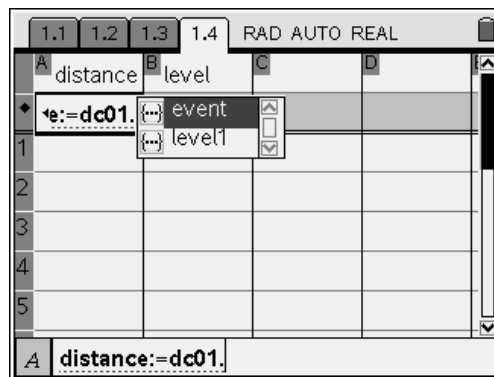 1.1 1.2 1.3 1.4 RAD AUTO REAL
A distance B level C D E
e:=dc01. event
level1
1
2
3
4
5
A distance:=dc01.